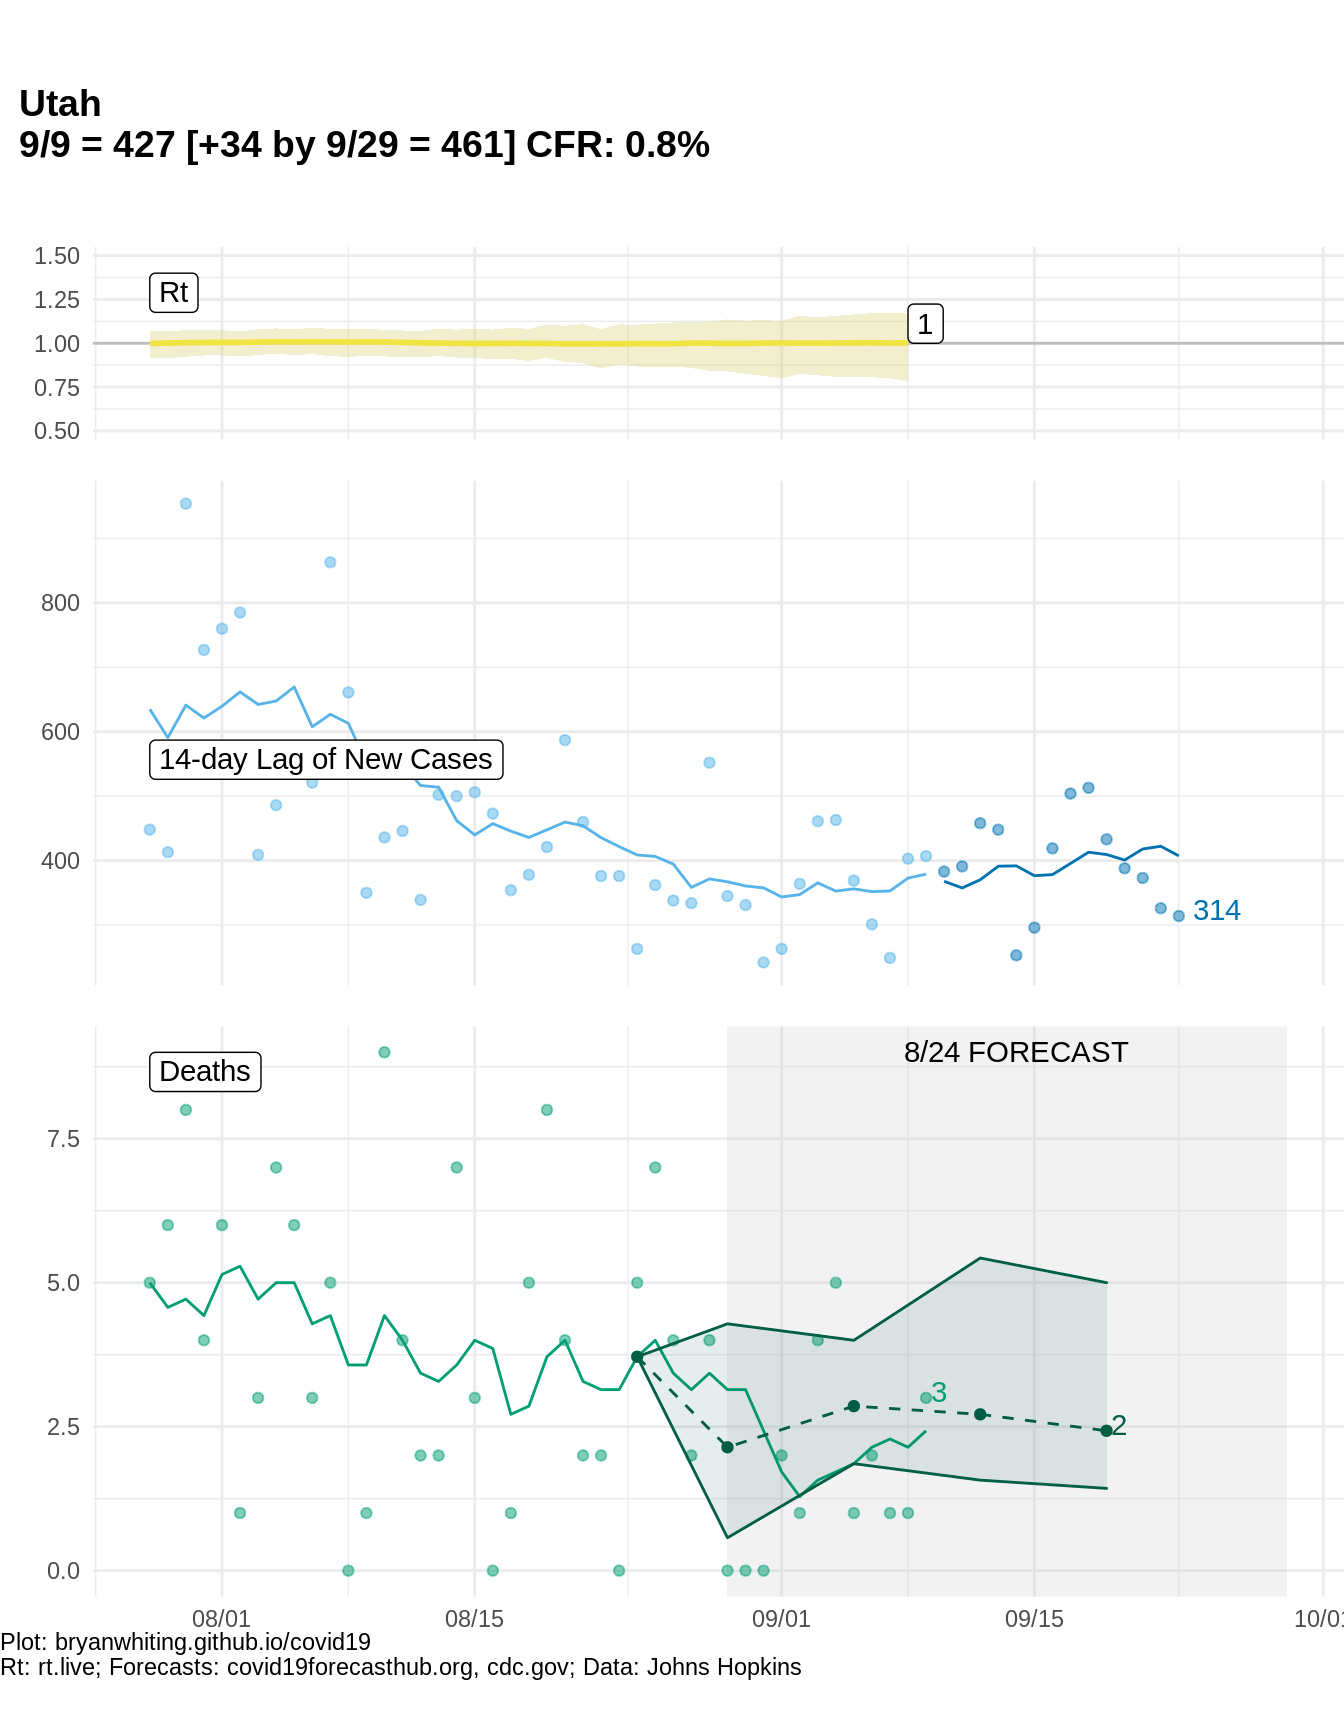 Utah
9/9 = 427 [+34 by 9/29 = 461] CFR: 0.8%
1.50
Rt
1.25
1
1.00
0.75
0.50
800
600
14-day Lag of New Cases
400
314
8/24 FORECAST
Deaths
7.5
5.0
3
2.5
2
0.0
08/01 08/15 09/01 09/15 10/01
Plot: bryanwhiting.github.io/covid19
Rt: rt.live; Forecasts: covid19forecasthub.org, cdc.gov; Data: Johns Hopkins